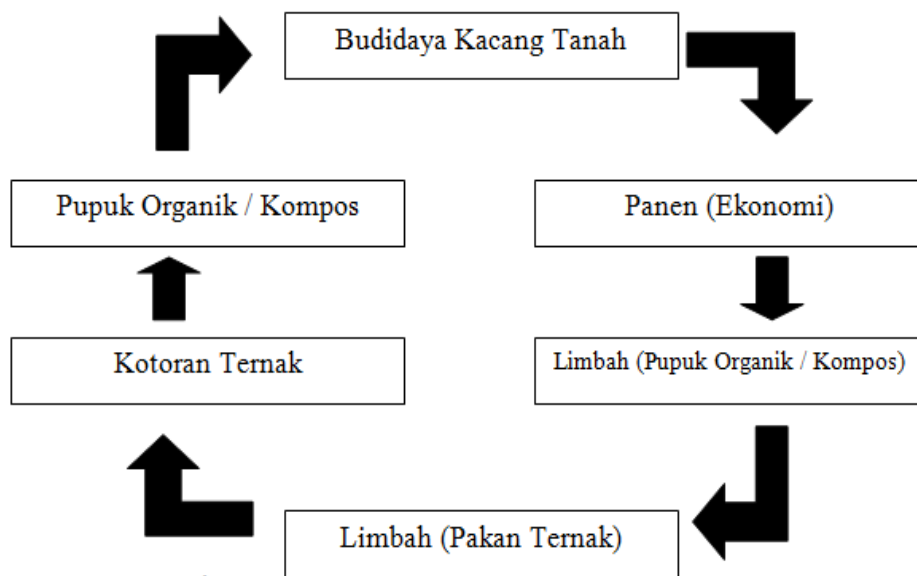 Budidaya Kacang Tanah
Panen (Ekonomi)
Limbah (Pupuk Organik / Kompos)
Limbah (Pakan Ternak)
Kotoran Ternak
Pupuk Organik / Kompos